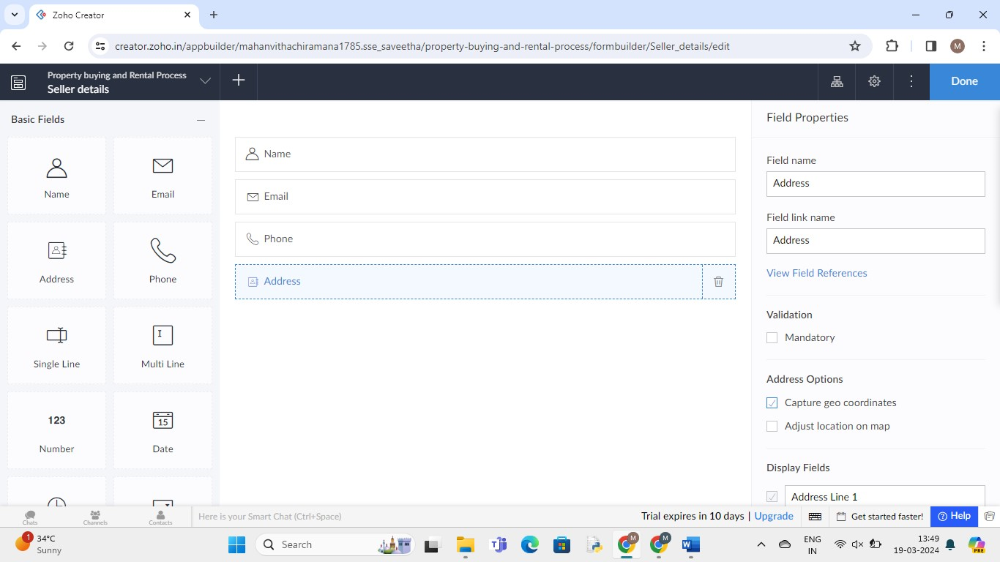 Zoho Creator
creator.zoho.in/appbuilder/mahanvithachiramana1785.sse_saveetha/property-buying-and-rental-process/formbuilder/Seller_details/edit
M
Property buying and Rental Process
Seller details
Done
Basic Fields
Name
Email
Address
Phone
Single Line
Multi Line
123
Number
15
Date
Name
Email
Phone
Address
Field Properties
Field name
Address
Field link name
Address
View Field References
Validation
Mandatory
Address Options
Capture geo coordinates
Adjust location on map
Display Fields
Address Line 1
Chats
Channels
Contacts
Here is your Smart Chat (Ctrl+Space)
Trial expires in 10 days | Upgrade
Get started faster!
Help
1
34°C
Sunny
Search
M
M
W
ENG
IN
13:49
19-03-2024
PRE